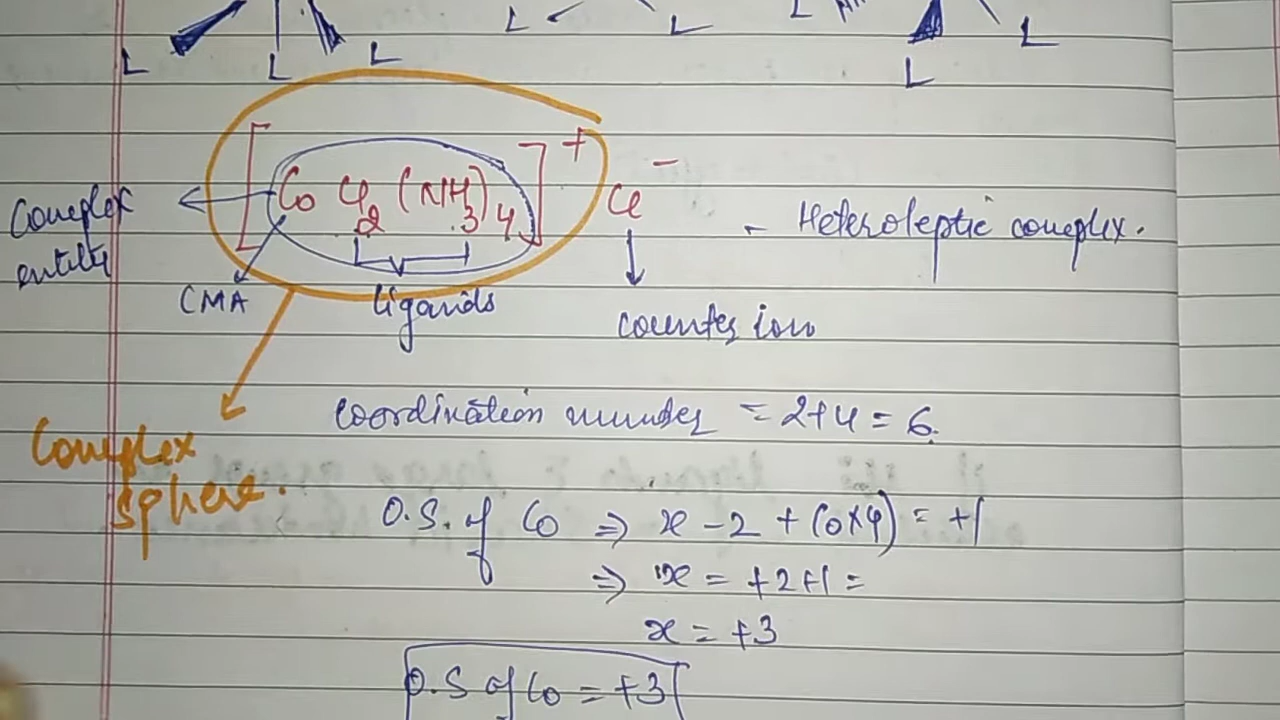 L L L L L L L L
[Co Cl2 (NH3)4]+ Cl-
Complex entity
CMA
ligands
counter ion
- Heteroleptic complex.
Complex sphere.
coordination number = 2+4 = 6.
O.S. of Co ⇒ x - 2 + (0×4) = +1
⇒ x = +2+1 =
x = +3
O.S of Co = +3